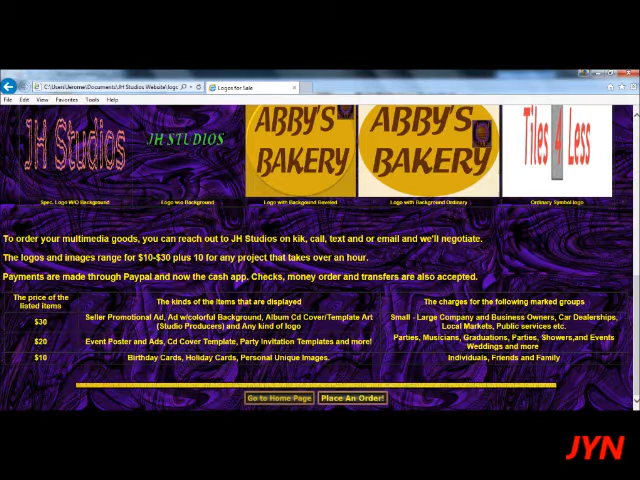 C:\Users\Jerome\Documents\JH Studios Website\logo
Logos for Sale
File Edit View Favorites Tools Help
JH Studios
JH STUDIOS
ABBY'S BAKERY
ABBY'S BAKERY
Tiles 4 Less
Spec. Logo W/O Background
Logo w/o Background
Logo with Background Beveled
Logo with Background Ordinary
Ordinary Symbol logo
To order your multimedia goods, you can reach out to JH Studios on kik, call, text and or email and we'll negotiate.
The logos and images range for $10-$30 plus 10 for any project that takes over an hour.
Payments are made through Paypal and now the cash app. Checks, money order and transfers are also accepted.
The price of the listed items
The kinds of the items that are displayed
The charges for the following marked groups
$30
Seller Promotional Ad, Ad w/colorful Background, Album Cd Cover/Template Art
(Studio Producers) and Any kind of logo
Small - Large Company and Business Owners, Car Dealerships,
Local Markets, Public services etc.
$20
Event Poster and Ads, Cd Cover Template, Party Invitation Templates and more!
Parties, Musicians, Graduations, Parties, Showers,and Events
Weddings and more
$10
Birthday Cards, Holiday Cards, Personal Unique Images.
Individuals, Friends and Family
Go to Home Page
Place An Order!
JYN